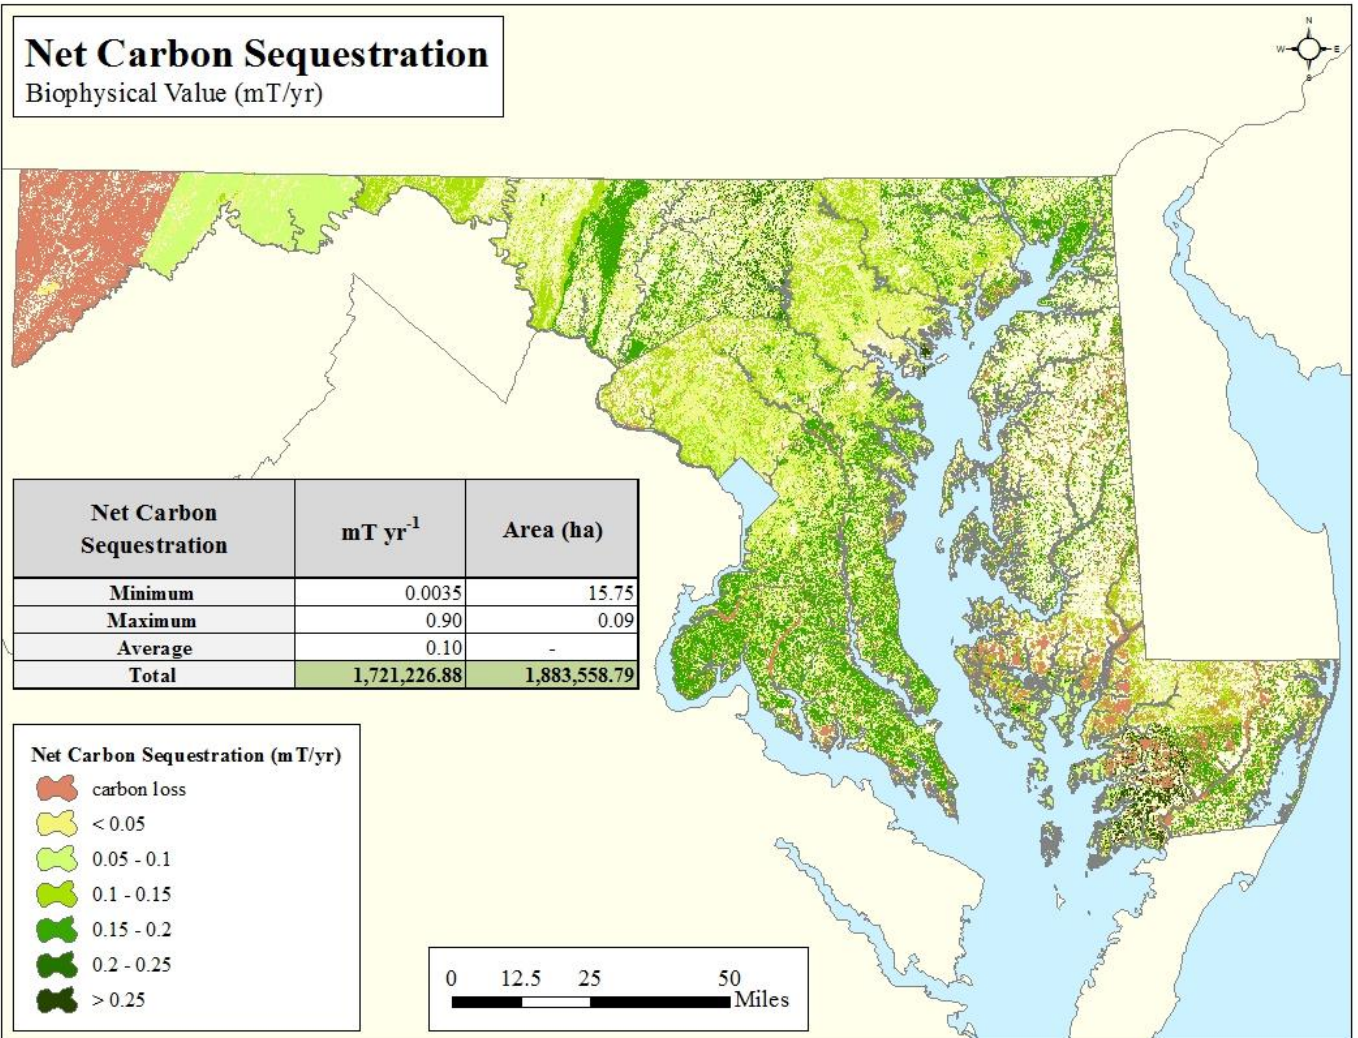 Net Carbon Sequestration
Biophysical Value (mT/yr)
N
W E
S
Net Carbon
Sequestration
mT yr-1
Area (ha)
Minimum 0.0035 15.75
Maximum 0.90 0.09
Average 0.10 -
Total 1,721,226.88 1,883,558.79
Net Carbon Sequestration (mT/yr)
carbon loss
< 0.05
0.05 - 0.1
0.1 - 0.15
0.15 - 0.2
0.2 - 0.25
> 0.25
0 12.5 25 50
Miles